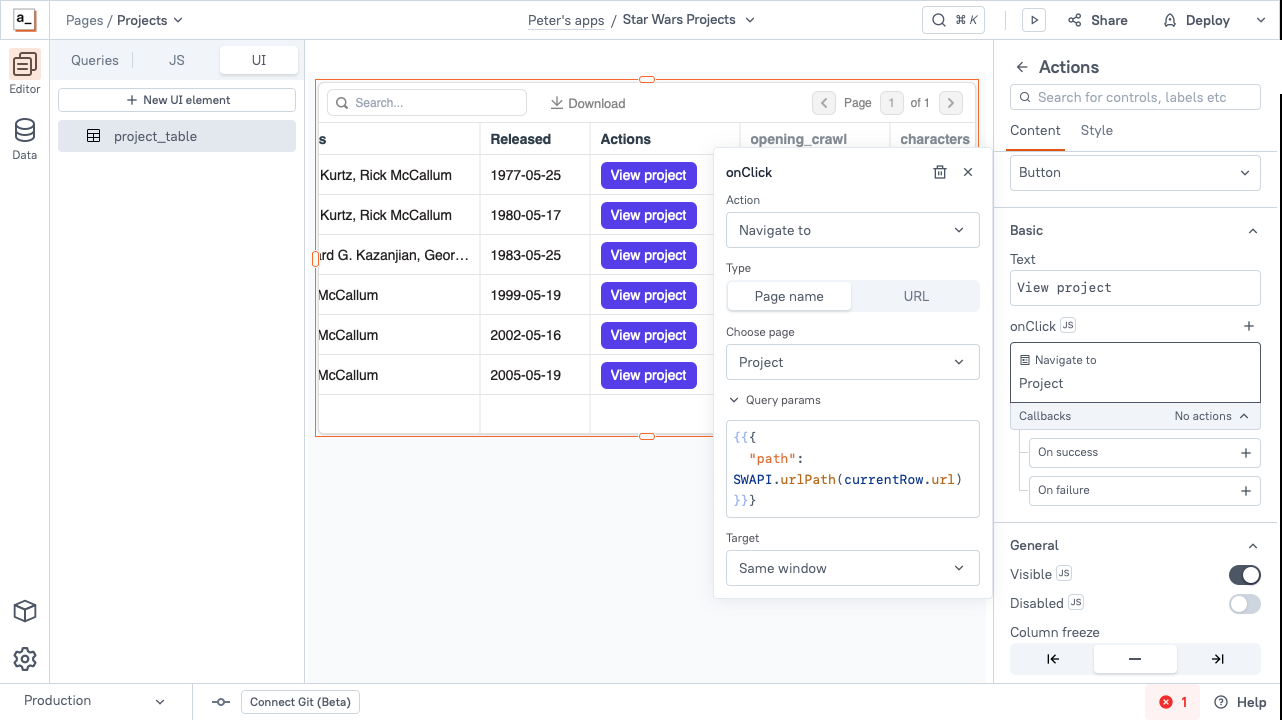 a_
Pages / Projects
Peter's apps / Star Wars Projects
⌘ K
Share
Deploy
Editor
Data
Queries
JS
UI
+ New UI element
project_table
Search...
Download
Page 1 of 1
s
Released
Actions
opening_crawl
characters
Kurtz, Rick McCallum
1977-05-25
View project
Kurtz, Rick McCallum
1980-05-17
View project
rd G. Kazanjian, Geor...
1983-05-25
View project
McCallum
1999-05-19
View project
McCallum
2002-05-16
View project
McCallum
2005-05-19
View project
onClick
Action
Navigate to
Type
Page name
URL
Choose page
Project
Query params
{{{
"path":
SWAPI.urlPath(currentRow.url)
}}}
Target
Same window
Actions
Search for controls, labels etc
Content
Style
Button
Basic
Text
View project
onClick JS
Navigate to
Project
Callbacks
No actions
On success
On failure
General
Visible JS
Disabled JS
Column freeze
Production
Connect Git (Beta)
1
Help